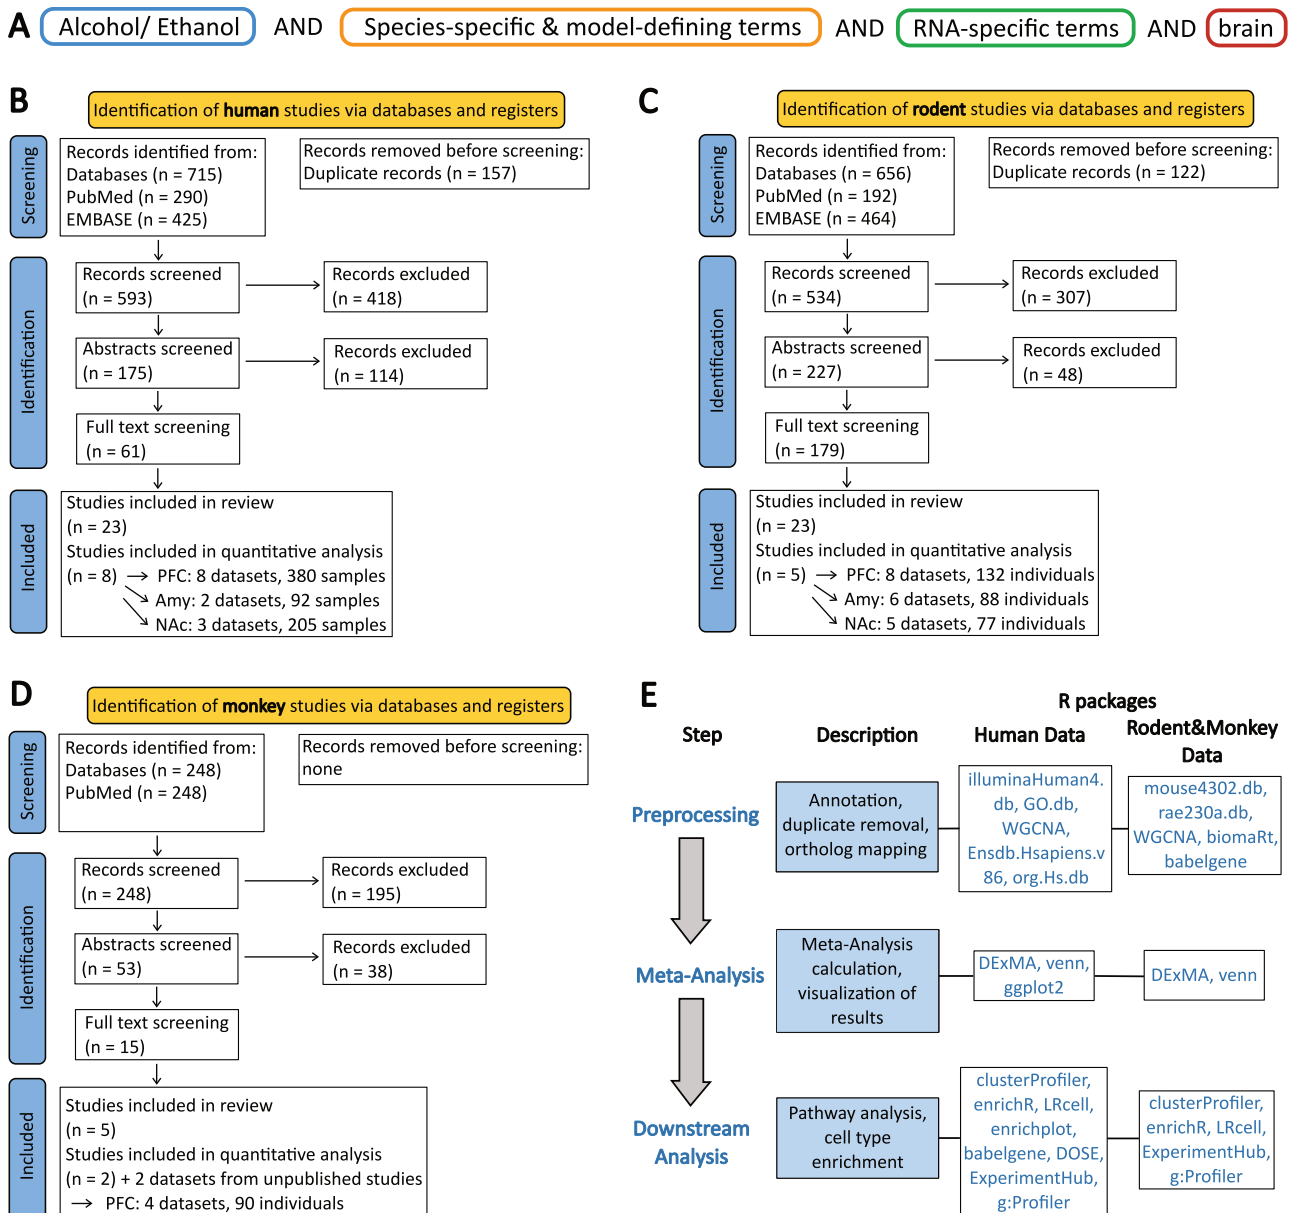 A
Alcohol/ Ethanol AND Species-specific & model-defining terms AND RNA-specific terms AND brain
B
Identification of human studies via databases and registers
Screening
Records identified from:
Databases (n = 715)
PubMed (n = 290)
EMBASE (n = 425)
Records removed before screening:
Duplicate records (n = 157)
Identification
Records screened
(n = 593)
Records excluded
(n = 418)
Abstracts screened
(n = 175)
Records excluded
(n = 114)
Full text screening
(n = 61)
Included
Studies included in review
(n = 23)
Studies included in quantitative analysis
(n = 8) → PFC: 8 datasets, 380 samples
Amy: 2 datasets, 92 samples
NAc: 3 datasets, 205 samples
C
Identification of rodent studies via databases and registers
Screening
Records identified from:
Databases (n = 656)
PubMed (n = 192)
EMBASE (n = 464)
Records removed before screening:
Duplicate records (n = 122)
Identification
Records screened
(n = 534)
Records excluded
(n = 307)
Abstracts screened
(n = 227)
Records excluded
(n = 48)
Full text screening
(n = 179)
Included
Studies included in review
(n = 23)
Studies included in quantitative analysis
(n = 5) → PFC: 8 datasets, 132 individuals
Amy: 6 datasets, 88 individuals
NAc: 5 datasets, 77 individuals
D
Identification of monkey studies via databases and registers
Screening
Records identified from:
Databases (n = 248)
PubMed (n = 248)
Records removed before screening:
none
Identification
Records screened
(n = 248)
Records excluded
(n = 195)
Abstracts screened
(n = 53)
Records excluded
(n = 38)
Full text screening
(n = 15)
Included
Studies included in review
(n = 5)
Studies included in quantitative analysis
(n = 2) + 2 datasets from unpublished studies
→ PFC: 4 datasets, 90 individuals
E
R packages
Step
Description
Human Data
Rodent&Monkey
Data
Preprocessing
Annotation,
duplicate removal,
ortholog mapping
illuminaHuman4.
db, GO.db,
WGCNA,
Ensdb.Hsapiens.v
86, org.Hs.db
mouse4302.db,
rae230a.db,
WGCNA, biomaRt,
babelgene
Meta-Analysis
Meta-Analysis
calculation,
visualization of
results
DExMA, venn,
ggplot2
DExMA, venn
Downstream
Analysis
Pathway analysis,
cell type
enrichment
clusterProfiler,
enrichR, LRcell,
enrichplot,
babelgene, DOSE,
ExperimentHub,
g:Profiler
clusterProfiler,
enrichR, LRcell,
ExperimentHub,
g:Profiler